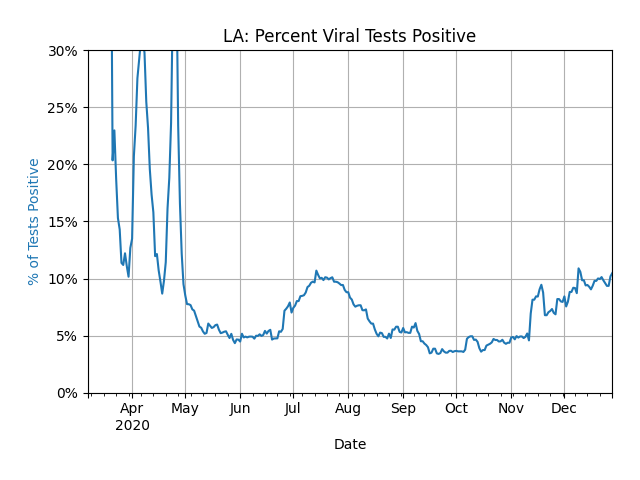 LA: Percent Viral Tests Positive
30%
25%
20%
15%
10%
5%
0%
% of Tests Positive
Apr May Jun Jul Aug Sep Oct Nov Dec
2020
Date